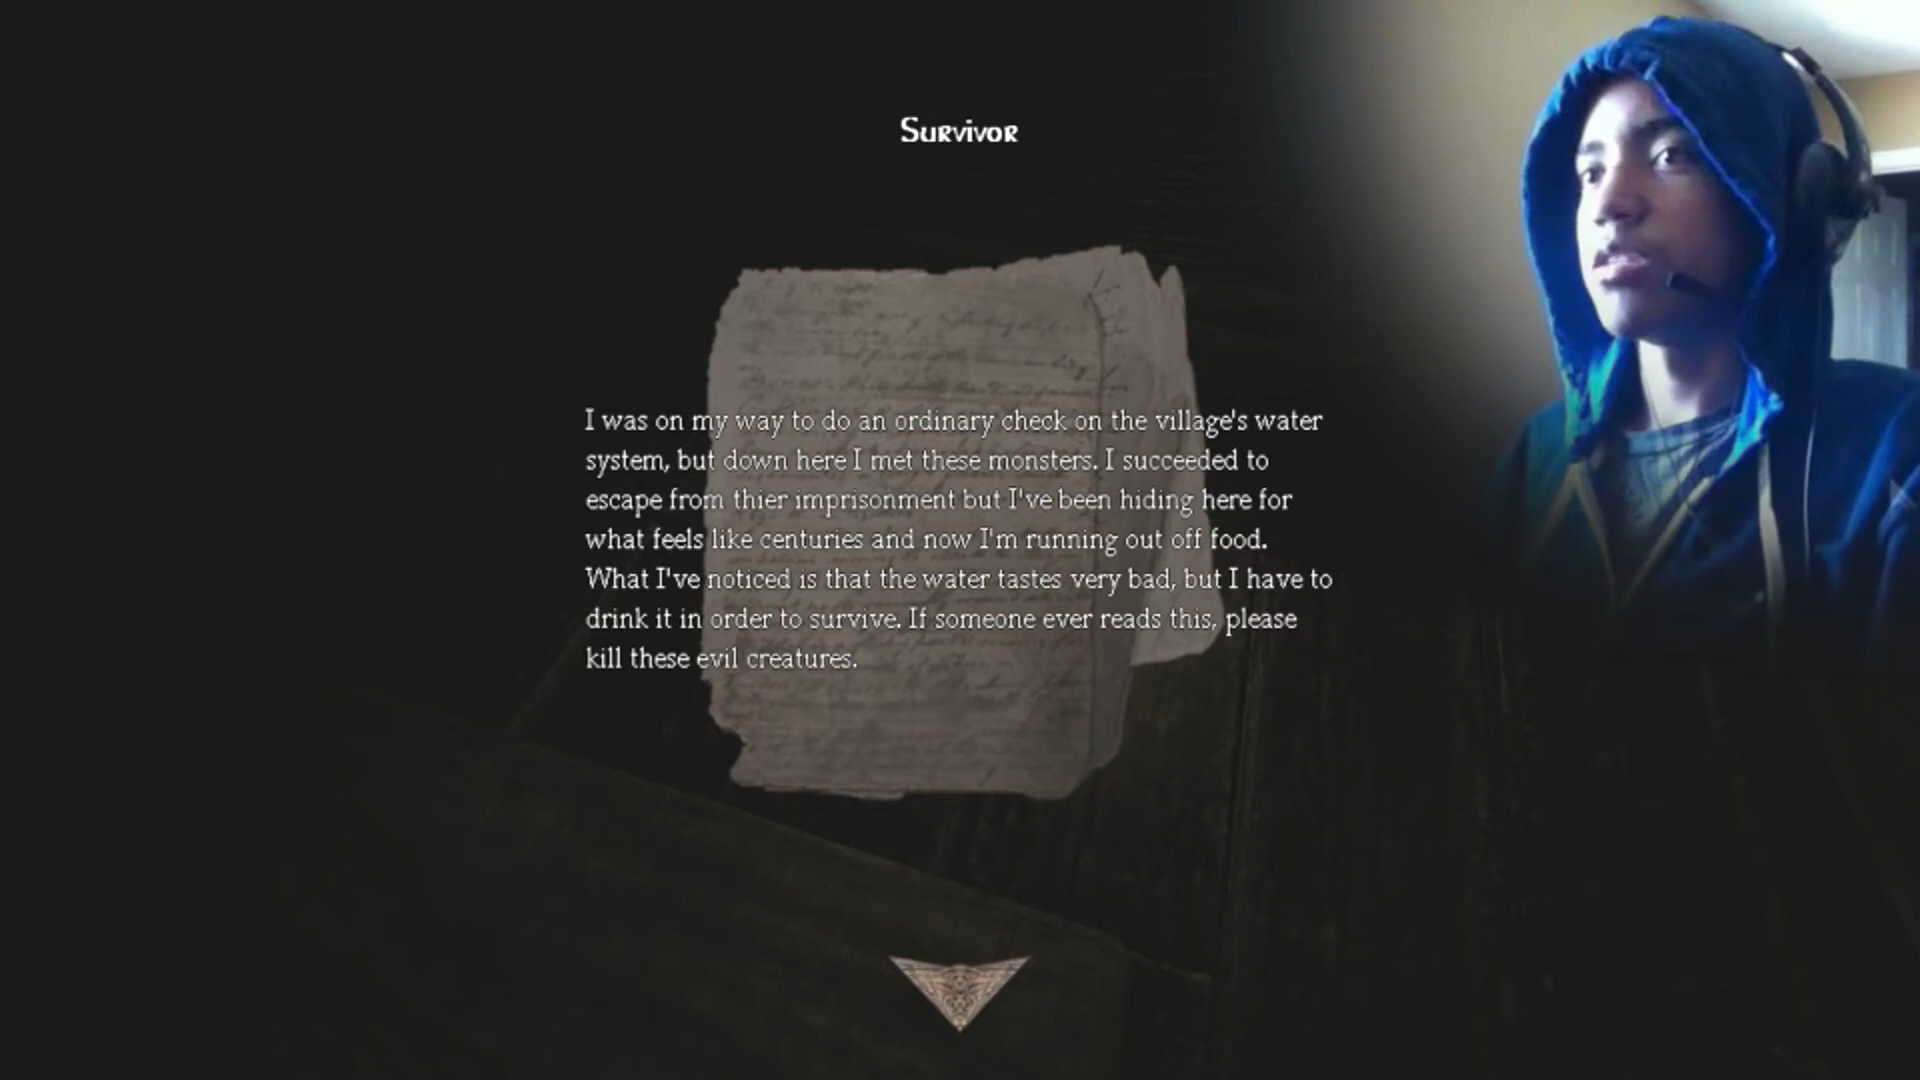 Survivor
I was on my way to do an ordinary check on the village's water
system, but down here I met these monsters. I succeeded to
escape from thier imprisonment but I've been hiding here for
what feels like centuries and now I'm running out off food.
What I've noticed is that the water tastes very bad, but I have to
drink it in order to survive. If someone ever reads this, please
kill these evil creatures.